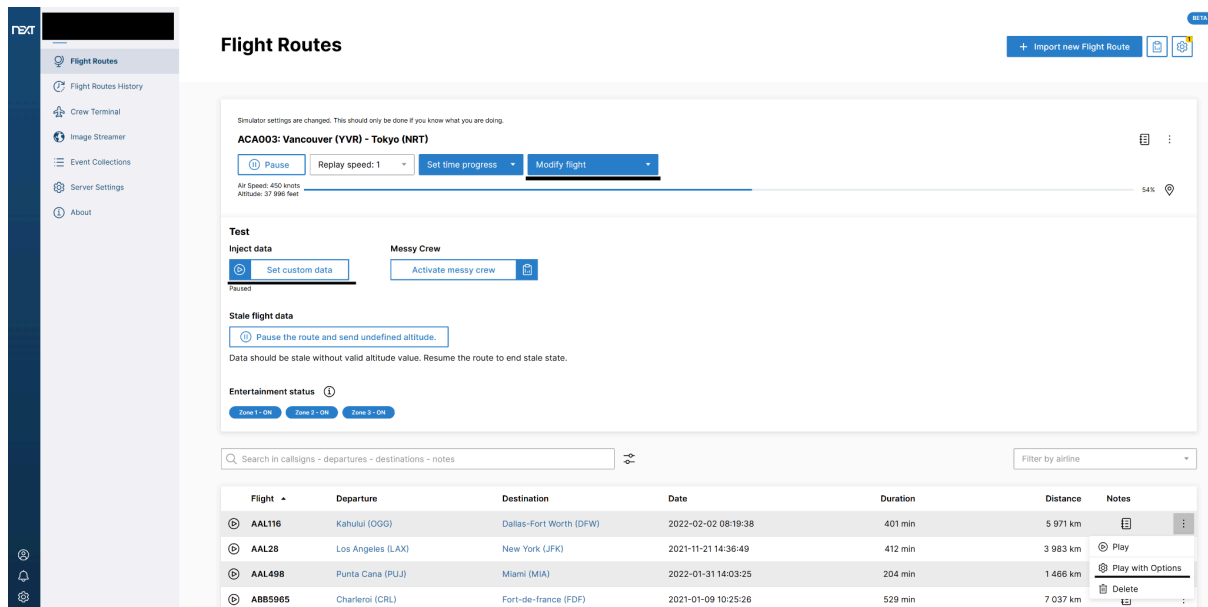 NEXT
BETA
Flight Routes
Flight Routes History
Crew Terminal
Image Streamer
Event Collections
Server Settings
About
Flight Routes
+ Import new Flight Route
Simulator settings are changed. This should only be done if you know what you are doing.
ACA003: Vancouver (YVR) - Tokyo (NRT)
Pause Replay speed: 1 Set time progress Modify flight
Air Speed: 450 knots
Altitude: 37 996 feet
54%
Test
Inject data Messy Crew
Set custom data Activate messy crew
Paused
Stale flight data
Pause the route and send undefined altitude.
Data should be stale without valid altitude value. Resume the route to end stale state.
Entertainment status
Zone 1 - ON Zone 2 - ON Zone 3 - ON
Search in callsigns - departures - destinations - notes Filter by airline
Flight Departure Destination Date Duration Distance Notes
AAL116 Kahului (OGG) Dallas-Fort Worth (DFW) 2022-02-02 08:19:38 401 min 5 971 km
AAL28 Los Angeles (LAX) New York (JFK) 2021-11-21 14:36:49 412 min 3 983 km
AAL498 Punta Cana (PUJ) Miami (MIA) 2022-01-31 14:03:25 204 min 1 466 km
ABB5965 Charleroi (CRL) Fort-de-france (FDF) 2021-01-09 10:25:26 529 min 7 037 km
Play
Play with Options
Delete